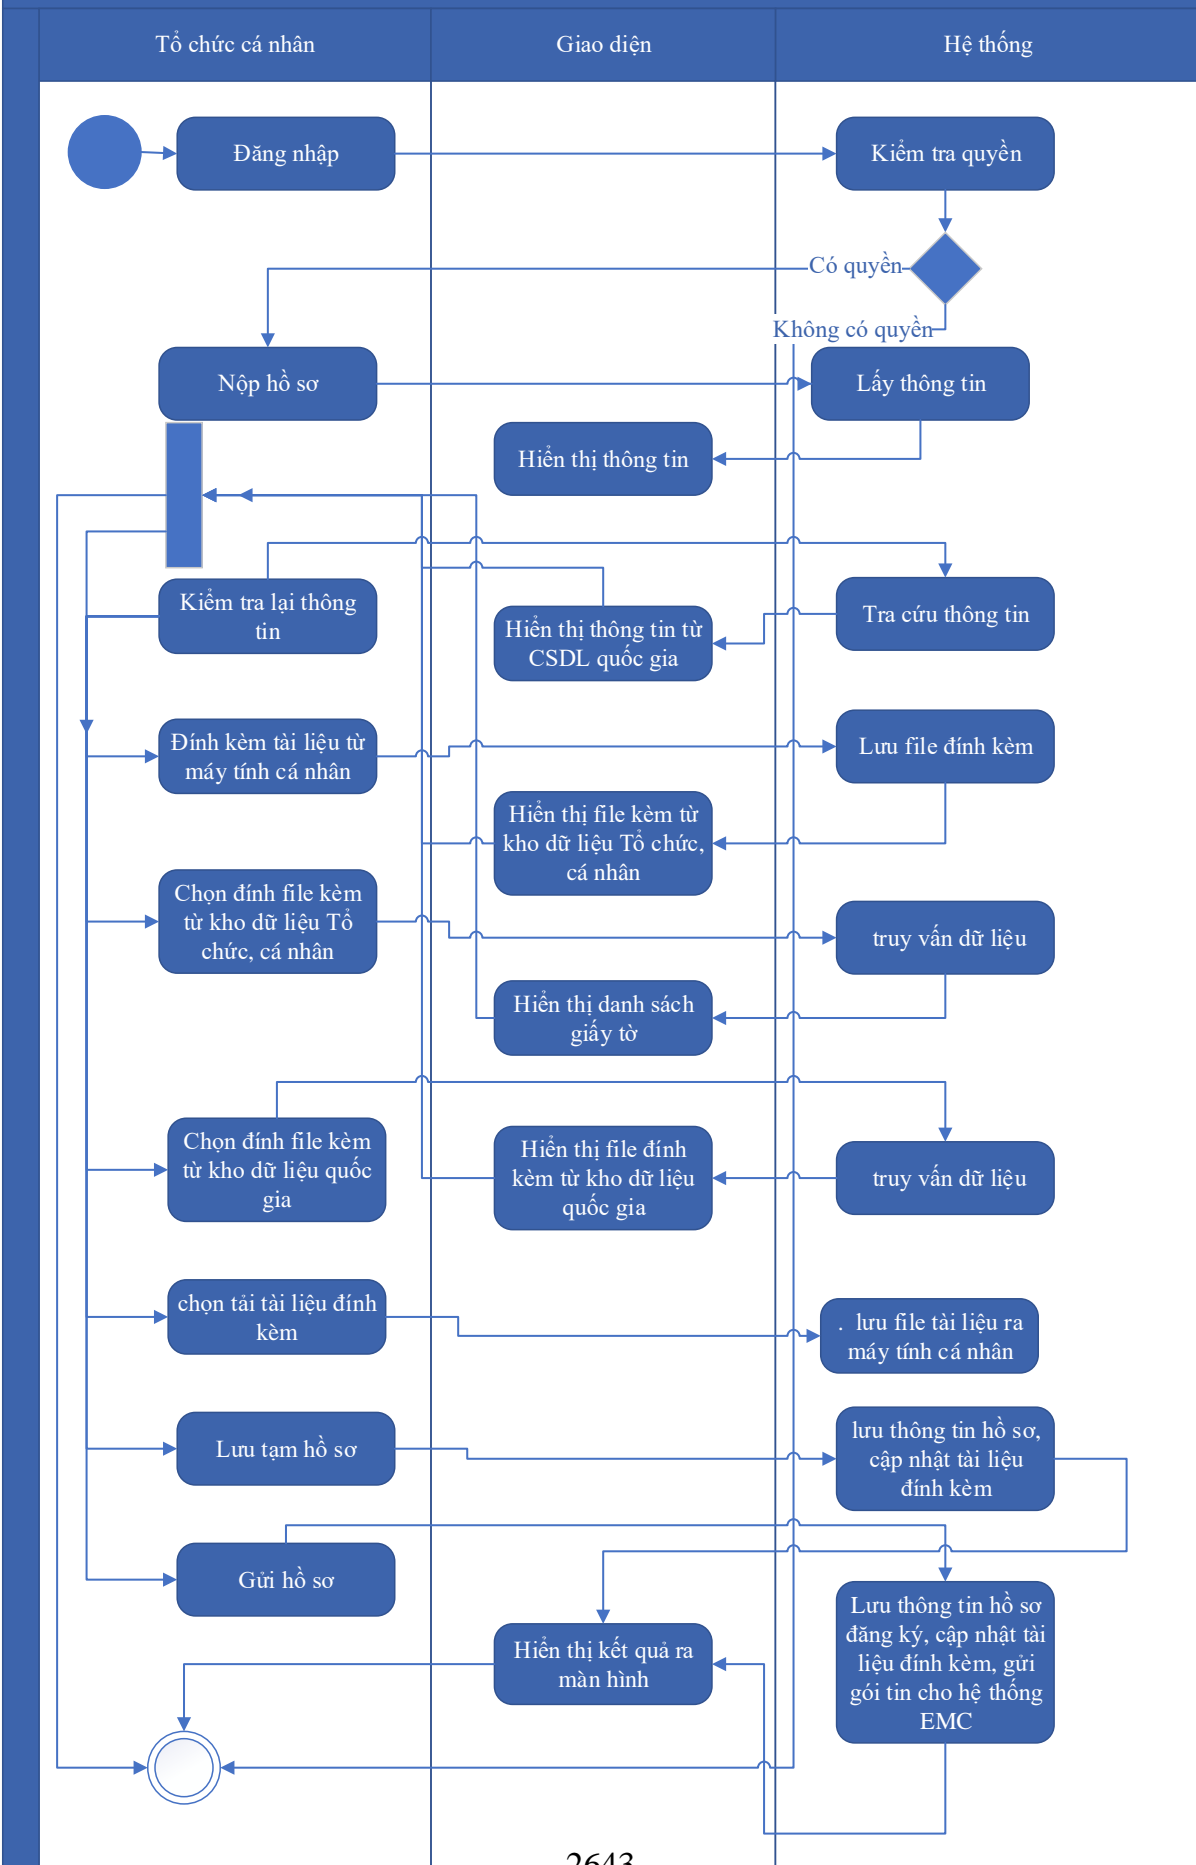 Tổ chức cá nhân
Giao diện
Hệ thống
Đăng nhập
Kiểm tra quyền
Có quyền
Không có quyền
Nộp hồ sơ
Lấy thông tin
Hiển thị thông tin
Kiểm tra lại thông
tin
Hiển thị thông tin từ
CSDL quốc gia
Tra cứu thông tin
Đính kèm tài liệu từ
máy tính cá nhân
Lưu file đính kèm
Hiển thị file kèm từ
kho dữ liệu Tổ chức,
cá nhân
Chọn đính file kèm
từ kho dữ liệu Tổ
chức, cá nhân
truy vấn dữ liệu
Hiển thị danh sách
giấy tờ
Chọn đính file kèm
từ kho dữ liệu quốc
gia
Hiển thị file đính
kèm từ kho dữ liệu
quốc gia
truy vấn dữ liệu
chọn tải tài liệu đính
kèm
. lưu file tài liệu ra
máy tính cá nhân
Lưu tạm hồ sơ
lưu thông tin hồ sơ,
cập nhật tài liệu
đính kèm
Gửi hồ sơ
Lưu thông tin hồ sơ
đăng ký, cập nhật tài
liệu đính kèm, gửi
gói tin cho hệ thống
EMC
Hiển thị kết quả ra
màn hình
2643